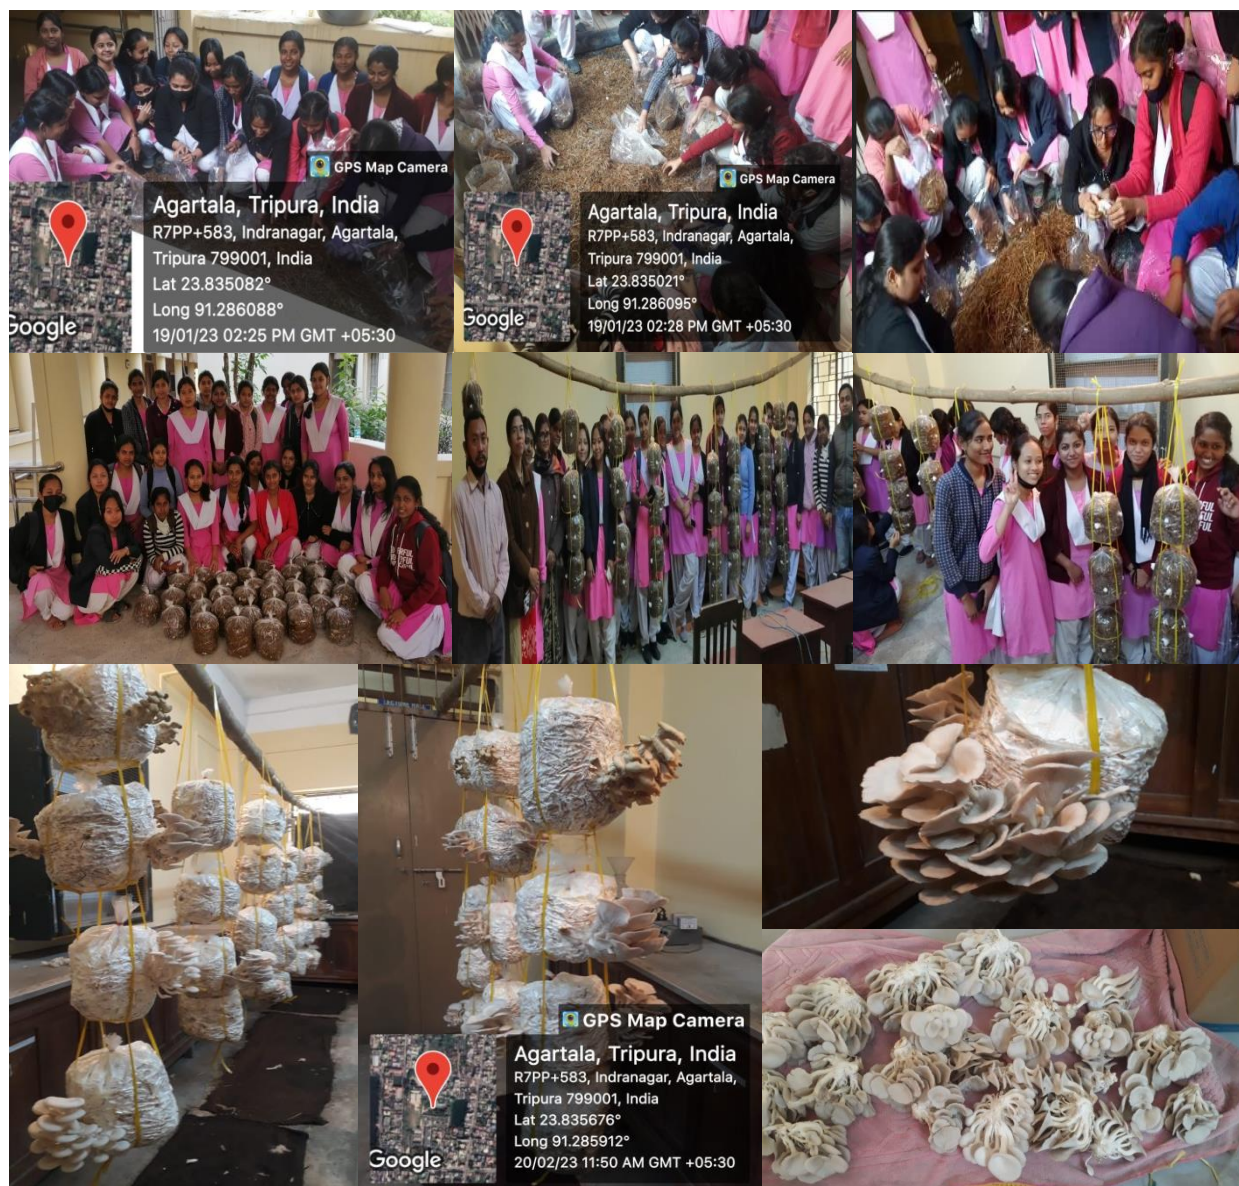 GPS Map Camera
Agartala, Tripura, India
R7PP+583, Indranagar, Agartala,
Tripura 799001, India
Lat 23.835082°
Long 91.286088°
19/01/23 02:25 PM GMT +05:30
Google
GPS Map Camera
Agartala, Tripura, India
R7PP+583, Indranagar, Agartala,
Tripura 799001, India
Lat 23.835021°
Long 91.286095°
19/01/23 02:28 PM GMT +05:30
Google
GPS Map Camera
Agartala, Tripura, India
R7PP+583, Indranagar, Agartala,
Tripura 799001, India
Lat 23.835676°
Long 91.285912°
20/02/23 11:50 AM GMT +05:30
Google